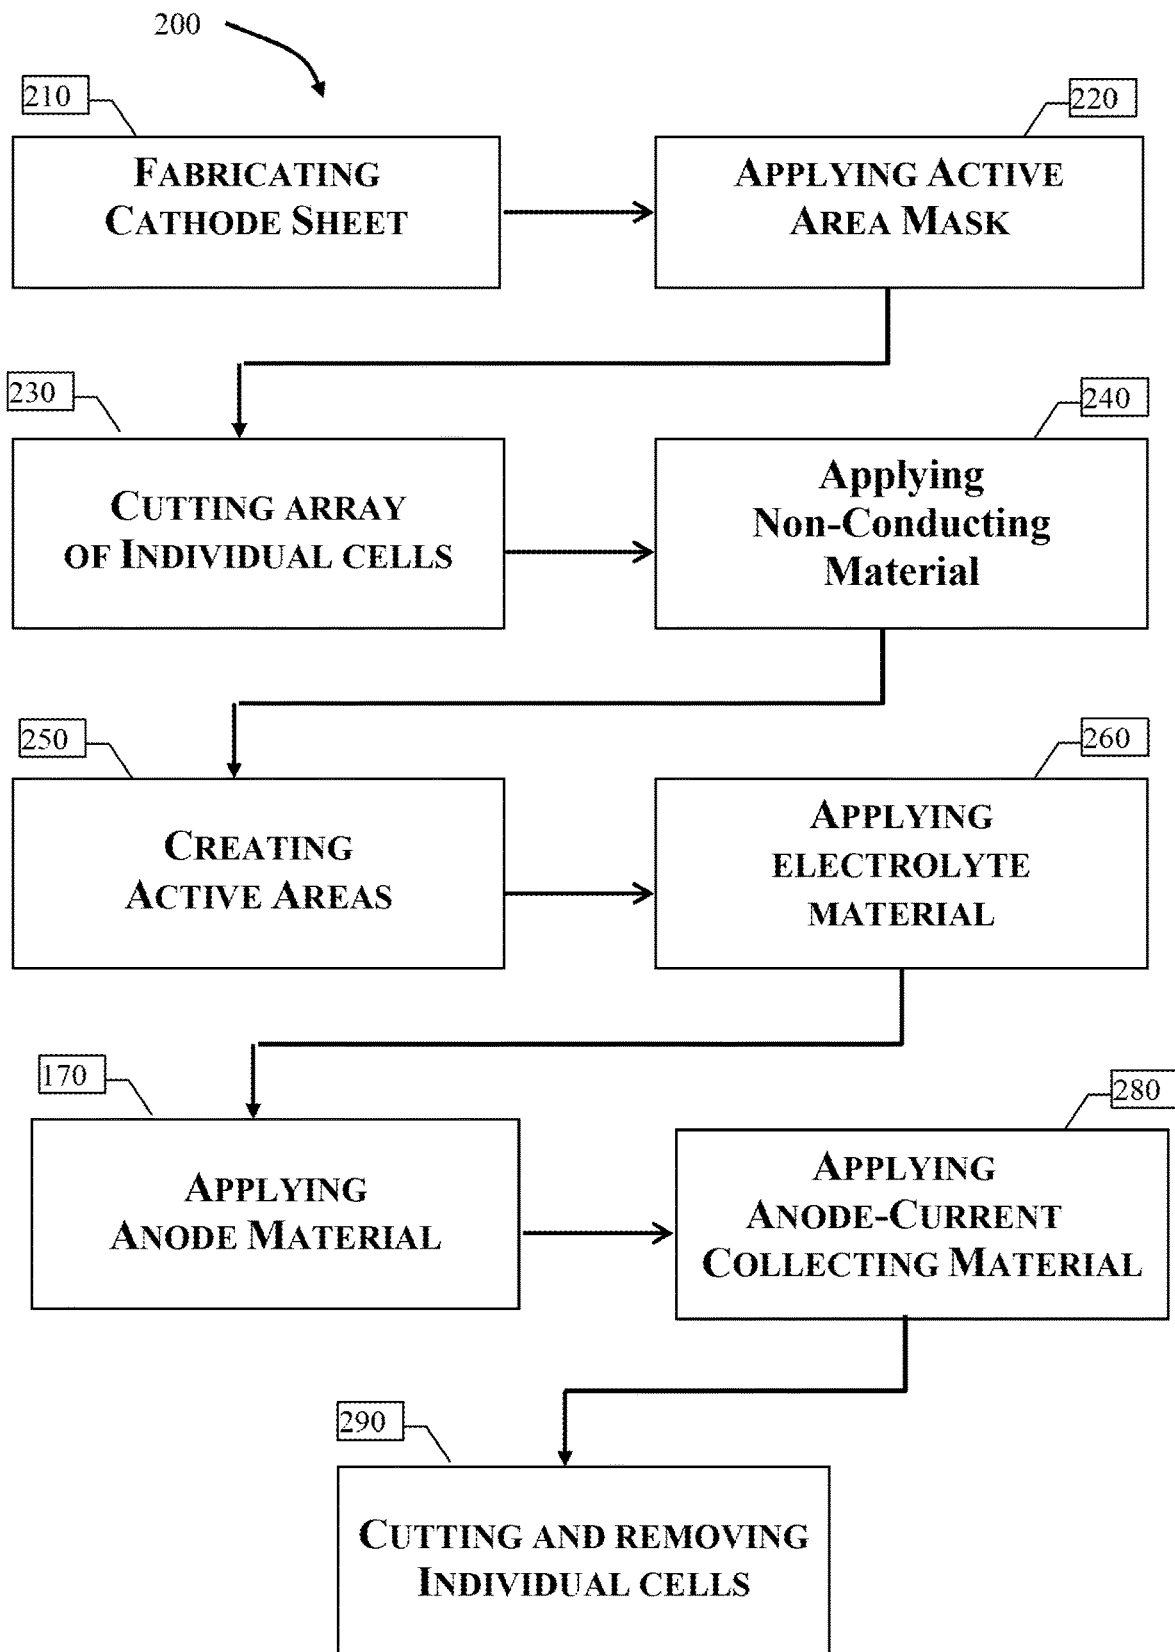 200
210
FABRICATING
CATHODE SHEET
220
APPLYING ACTIVE
AREA MASK
230
CUTTING ARRAY
OF INDIVIDUAL CELLS
240
Applying
Non-Conducting
Material
250
CREATING
ACTIVE AREAS
260
APPLYING
ELECTROLYTE
MATERIAL
170
APPLYING
ANODE MATERIAL
280
APPLYING
ANODE-CURRENT
COLLECTING MATERIAL
290
CUTTING AND REMOVING
INDIVIDUAL CELLS